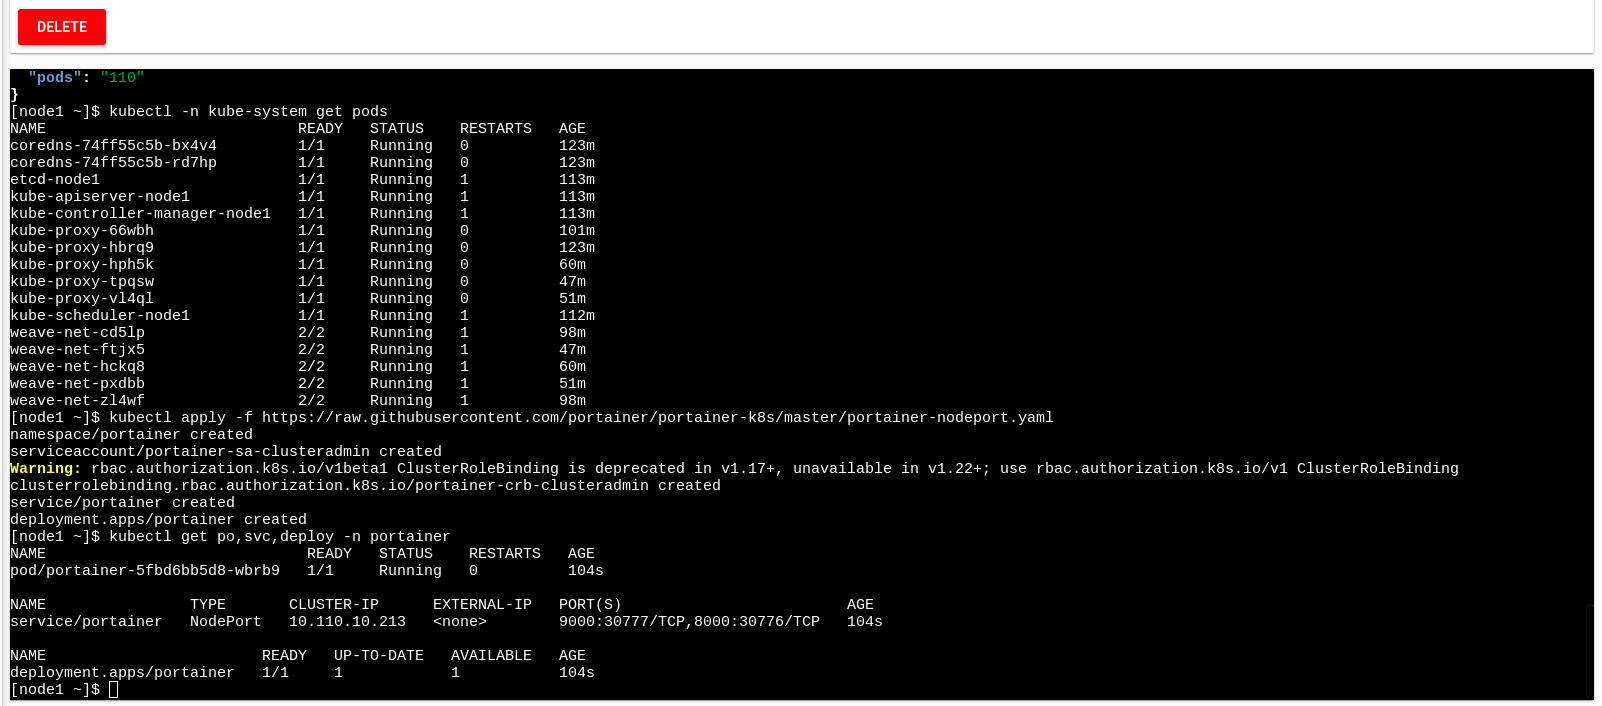 DELETE
"pods": "110"
}
[node1 ~]$ kubectl -n kube-system get pods
NAME                            READY   STATUS    RESTARTS   AGE
coredns-74ff55c5b-bx4v4         1/1     Running   0          123m
coredns-74ff55c5b-rd7hp         1/1     Running   0          123m
etcd-node1                      1/1     Running   1          113m
kube-apiserver-node1            1/1     Running   1          113m
kube-controller-manager-node1   1/1     Running   1          113m
kube-proxy-66wbh                1/1     Running   0          101m
kube-proxy-hbrq9                1/1     Running   0          123m
kube-proxy-hph5k                1/1     Running   0          60m
kube-proxy-tpqsw                1/1     Running   0          47m
kube-proxy-vl4ql                1/1     Running   0          51m
kube-scheduler-node1            1/1     Running   1          112m
weave-net-cd5lp                 2/2     Running   1          98m
weave-net-ftjx5                 2/2     Running   1          47m
weave-net-hckq8                 2/2     Running   1          60m
weave-net-pxdbb                 2/2     Running   1          51m
weave-net-zl4wf                 2/2     Running   1          98m
[node1 ~]$ kubectl apply -f https://raw.githubusercontent.com/portainer/portainer-k8s/master/portainer-nodeport.yaml
namespace/portainer created
serviceaccount/portainer-sa-clusteradmin created
Warning: rbac.authorization.k8s.io/v1beta1 ClusterRoleBinding is deprecated in v1.17+, unavailable in v1.22+; use rbac.authorization.k8s.io/v1 ClusterRoleBinding
clusterrolebinding.rbac.authorization.k8s.io/portainer-crb-clusteradmin created
service/portainer created
deployment.apps/portainer created
[node1 ~]$ kubectl get po,svc,deploy -n portainer
NAME                             READY   STATUS    RESTARTS   AGE
pod/portainer-5fbd6bb5d8-wbrb9   1/1     Running   0          104s
NAME                TYPE       CLUSTER-IP      EXTERNAL-IP   PORT(S)                         AGE
service/portainer   NodePort   10.110.10.213   <none>        9000:30777/TCP,8000:30776/TCP   104s
NAME                        READY   UP-TO-DATE   AVAILABLE   AGE
deployment.apps/portainer   1/1     1            1           104s
[node1 ~]$